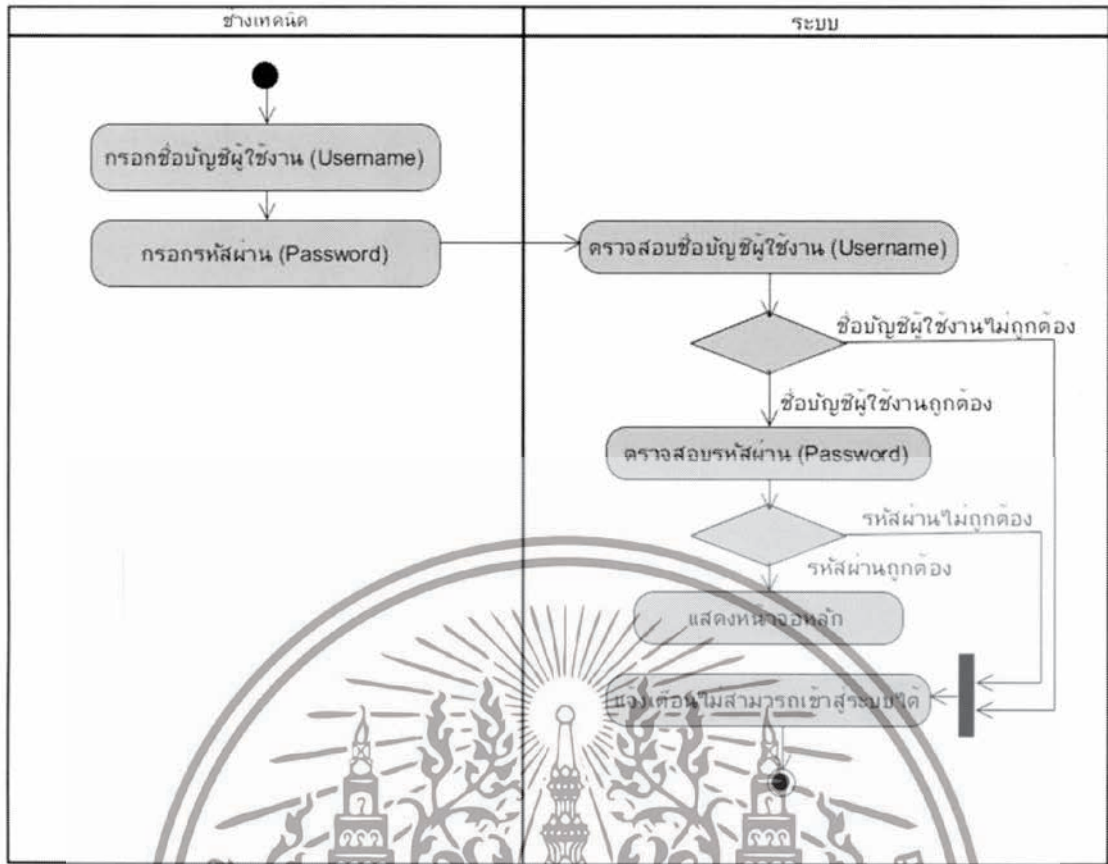 ช่างเทคนิค
ระบบ
กรอกชื่อบัญชีผู้ใช้งาน (Username)
กรอกรหัสผ่าน (Password)
ตรวจสอบชื่อบัญชีผู้ใช้งาน (Username)
ชื่อบัญชีผู้ใช้งานไม่ถูกต้อง
ชื่อบัญชีผู้ใช้งานถูกต้อง
ตรวจสอบรหัสผ่าน (Password)
รหัสผ่านไม่ถูกต้อง
รหัสผ่านถูกต้อง
แสดงหน้าจอหลัก
แจ้งเตือนไม่สามารถเข้าสู่ระบบได้